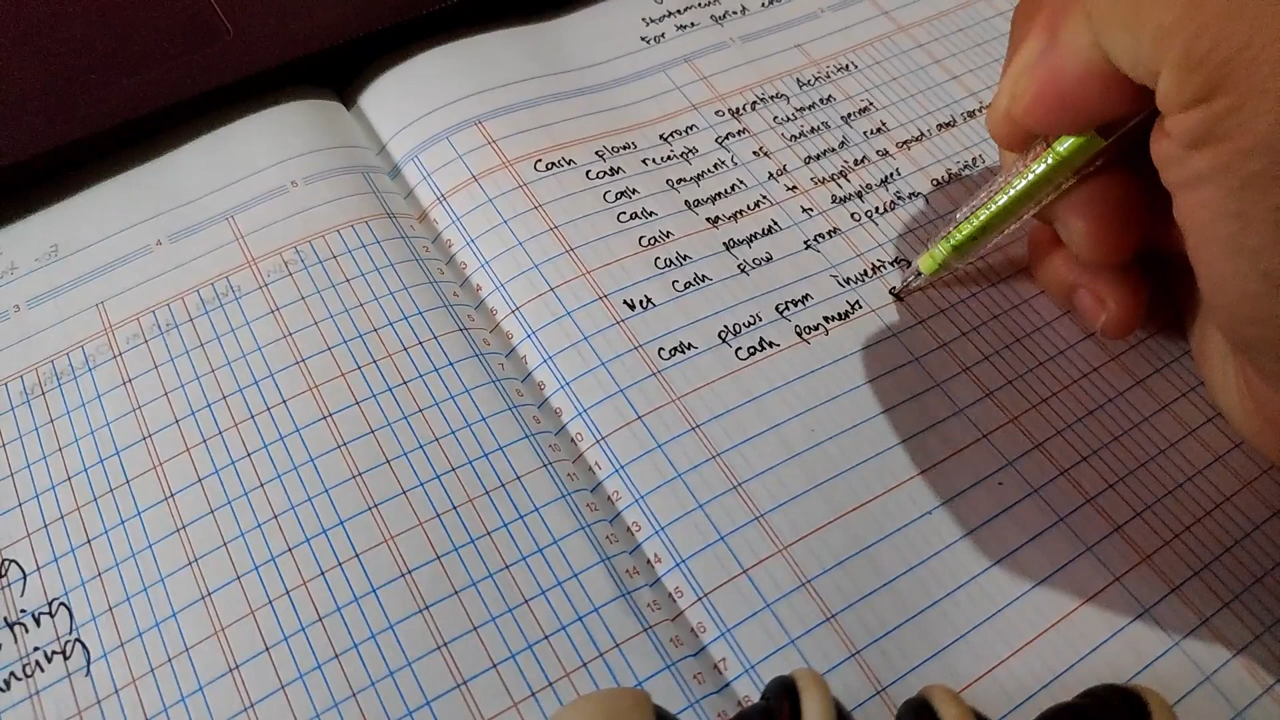 Statement
For the period en
Cash flows from Operating Activities
Cash receipts from customers
Cash payments of business permit
Cash payment for annual rent
Cash payment to supplier of goods and servic
Cash payment to employees
Net Cash flow from operating activities
Cash flows from investing
Cash payments